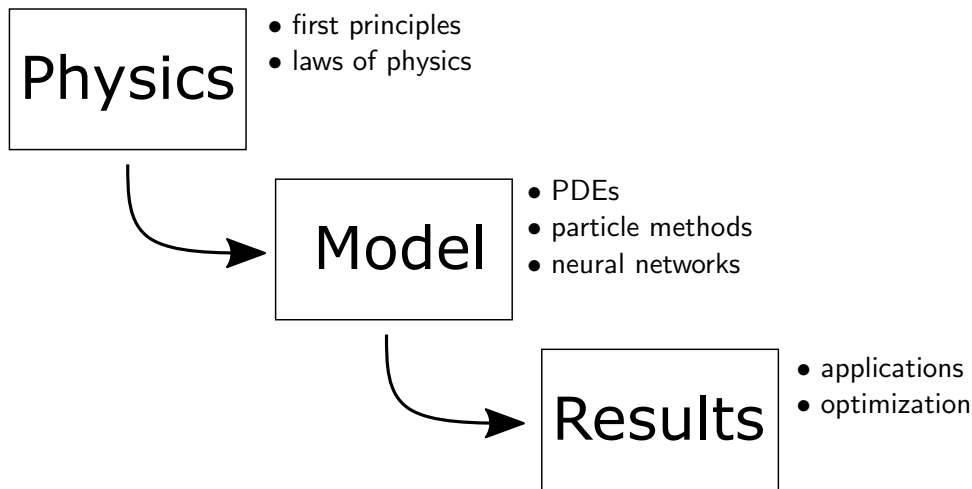 Physics
• first principles
• laws of physics
Model
• PDEs
• particle methods
• neural networks
Results
• applications
• optimization